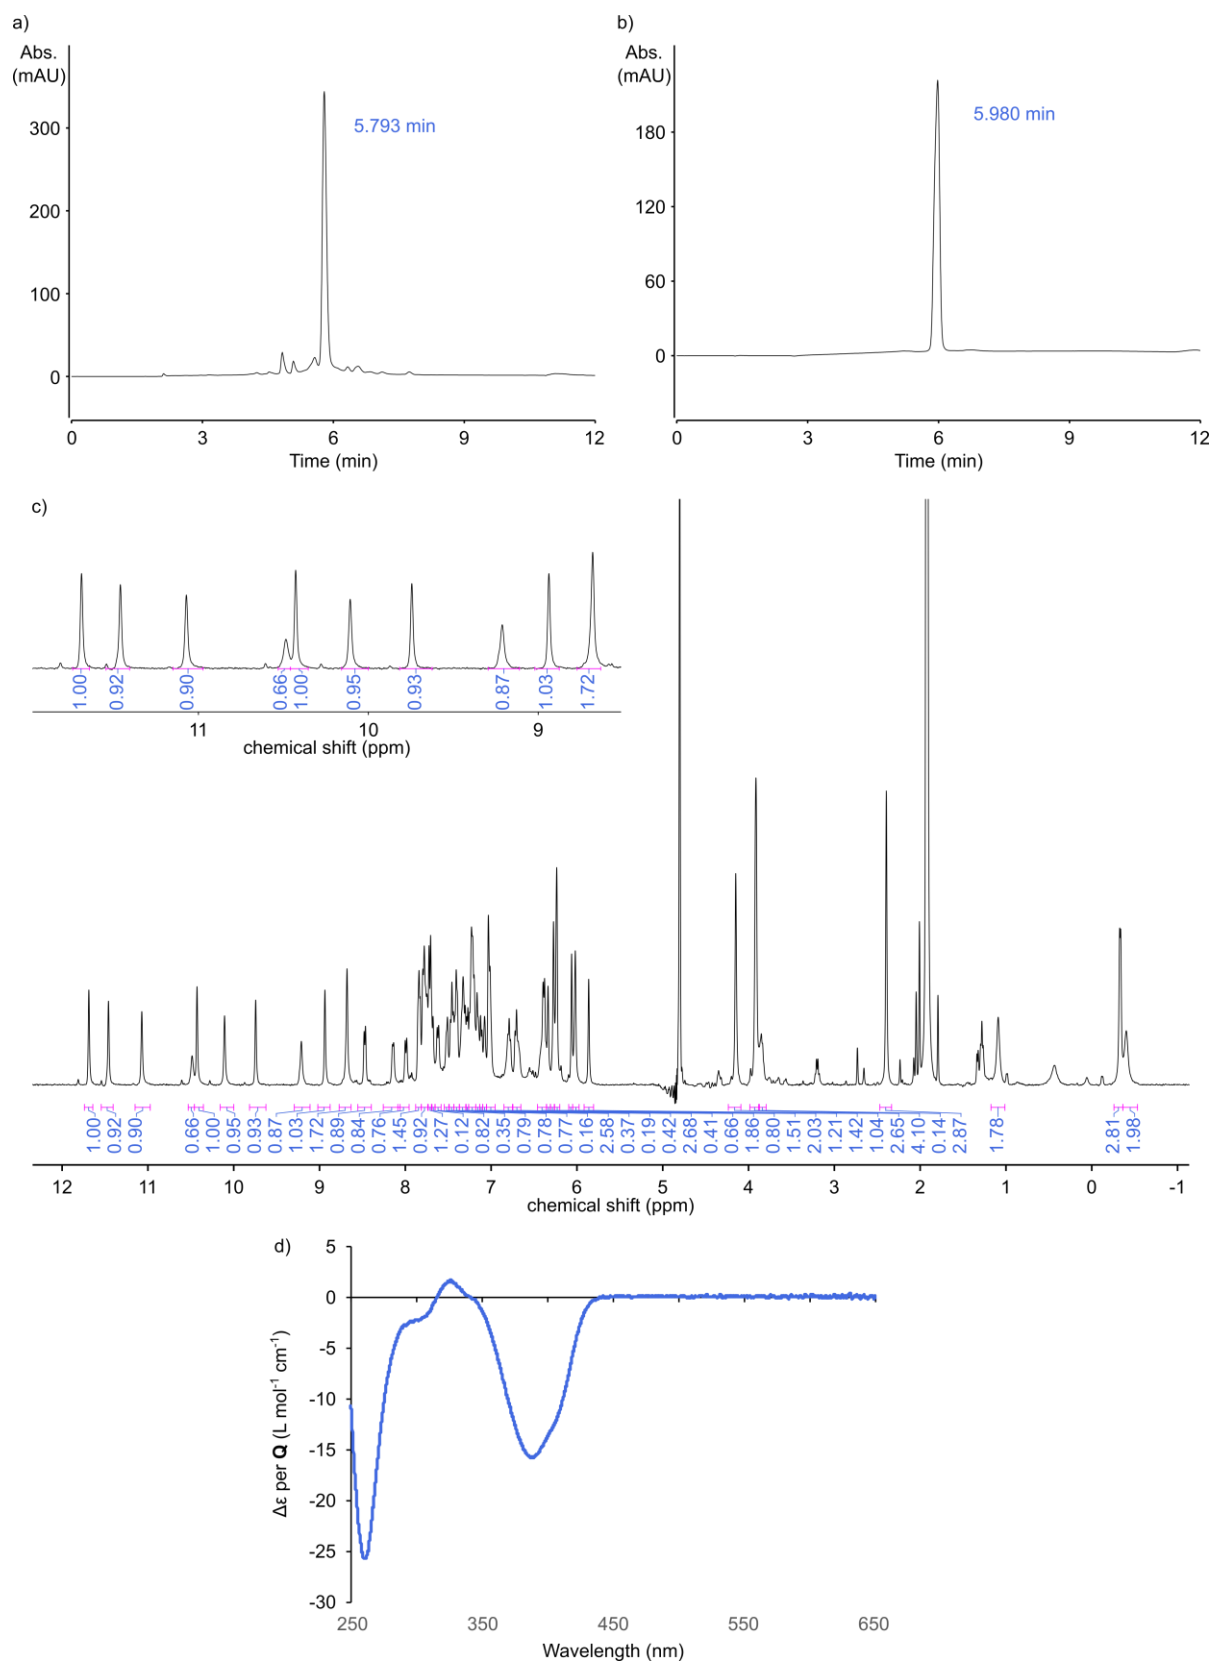 a)
Abs.
(mAU)
300
200
100
0
5.793 min
0 3 6 9 12
Time (min)
b)
Abs.
(mAU)
180
120
60
0
5.980 min
0 3 6 9 12
Time (min)
c)
1.00 0.92 0.90 0.66 1.00 0.95 0.93 0.87 1.03 1.72
11 10 9
chemical shift (ppm)
1.00 0.92 0.90 0.66 1.00 0.95 0.93 0.87 1.03 1.72 0.89 0.84 0.76 1.45 0.92 1.27 0.12 0.82 0.35 0.79 0.78 0.77 0.16 2.58 0.37 0.19 0.42 2.68 0.41 0.66 1.86 0.80 1.51 2.03 1.21 1.42 1.04 2.65 4.10 0.14 2.87 1.78 2.81 1.98
12 11 10 9 8 7 6 5 4 3 2 1 0 -1
chemical shift (ppm)
d)
5
0
-5
-10
-15
-20
-25
-30
Δε per Q (L mol⁻¹ cm⁻¹)
250 350 450 550 650
Wavelength (nm)